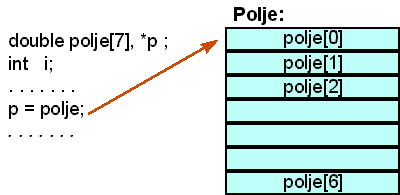 double polje[7], *p ;
int i;
. . . . . . .
p = polje;
. . . . . . .
Polje:
polje[0]
polje[1]
polje[2]
polje[6]